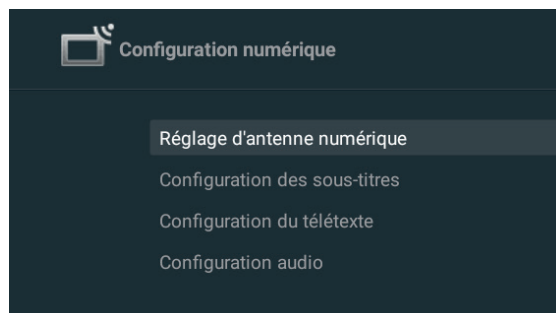 Configuration numérique
Réglage d'antenne numérique
Configuration des sous-titres
Configuration du télétexte
Configuration audio